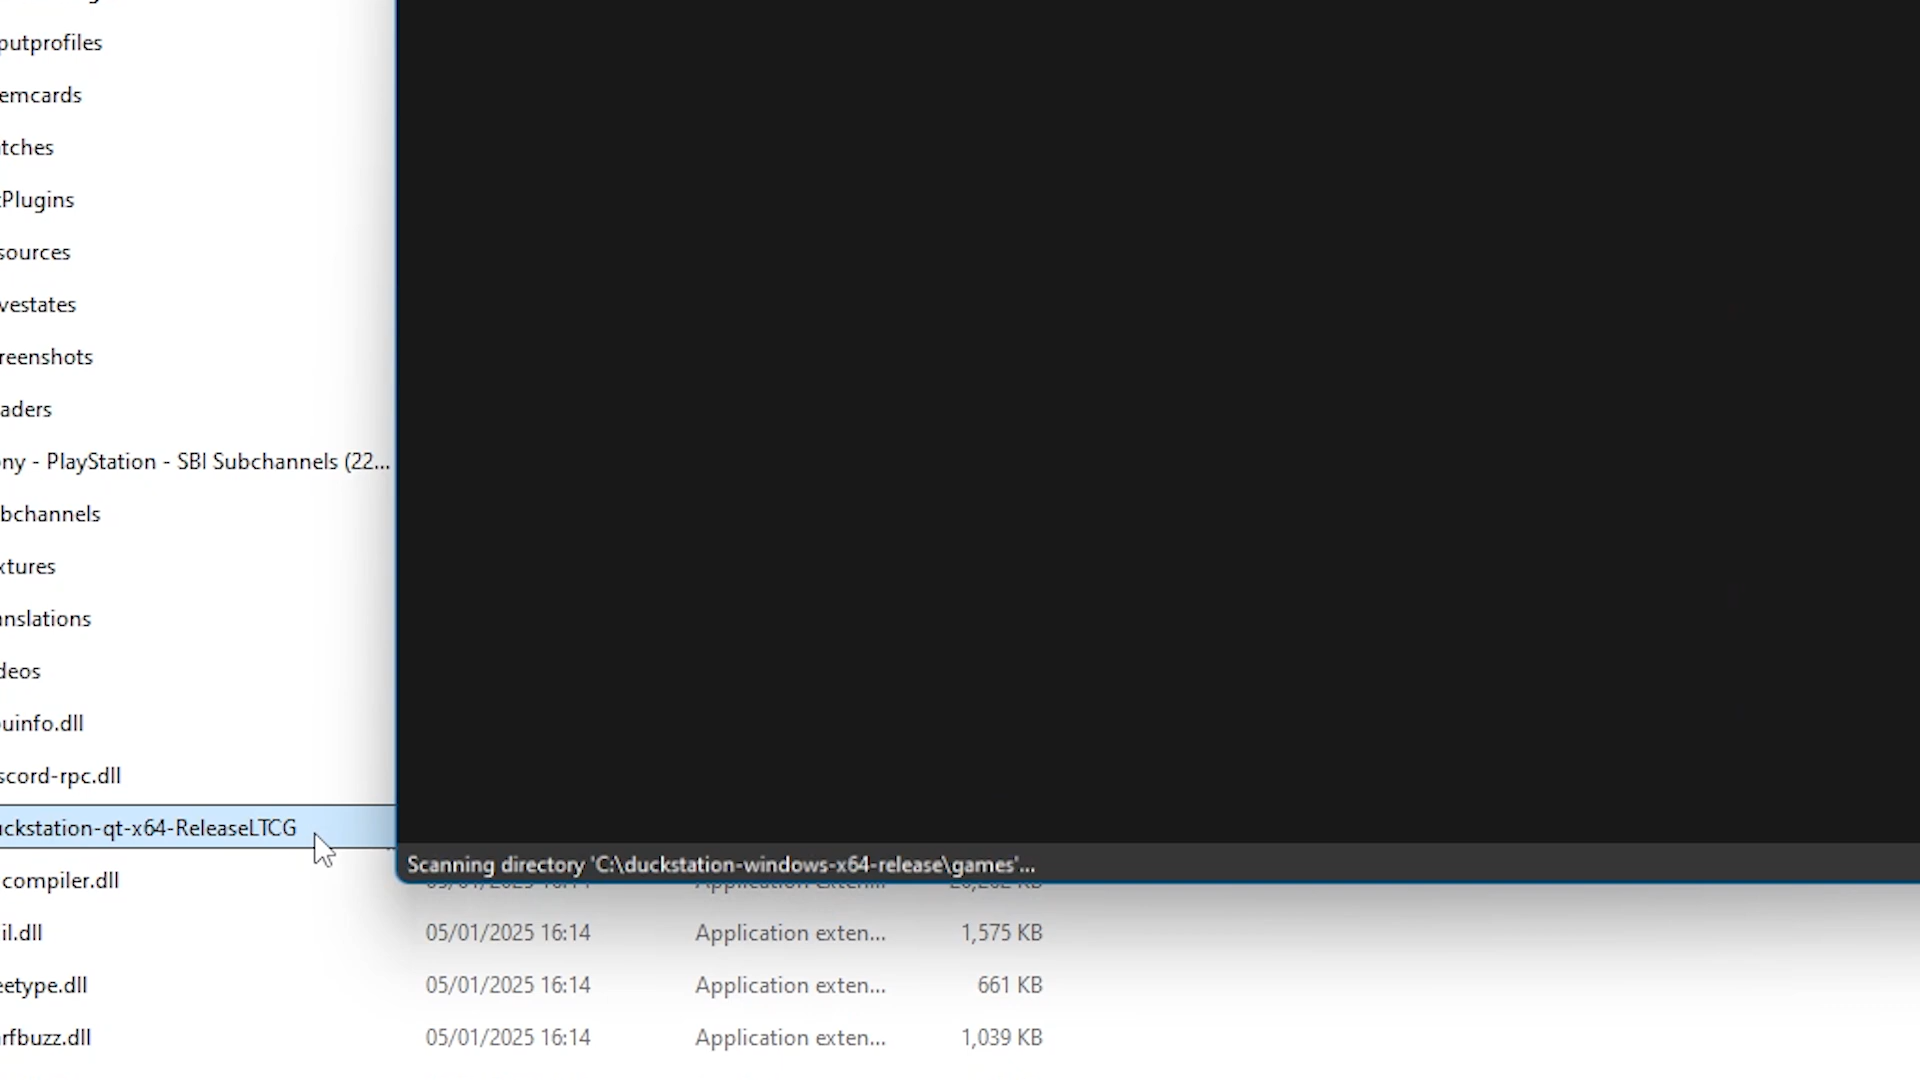 putprofiles
emcards
tches
Plugins
sources
vestates
reenshots
aders
ny - PlayStation - SBI Subchannels (22...
bchannels
xtures
anslations
deos
uinfo.dll
scord-rpc.dll
uckstation-qt-x64-ReleaseLTCG
Scanning directory 'C:\duckstation-windows-x64-release\games'...
compiler.dll
il.dll 05/01/2025 16:14 Application exten... 1,575 KB
eetype.dll 05/01/2025 16:14 Application exten... 661 KB
rfbuzz.dll 05/01/2025 16:14 Application exten... 1,039 KB